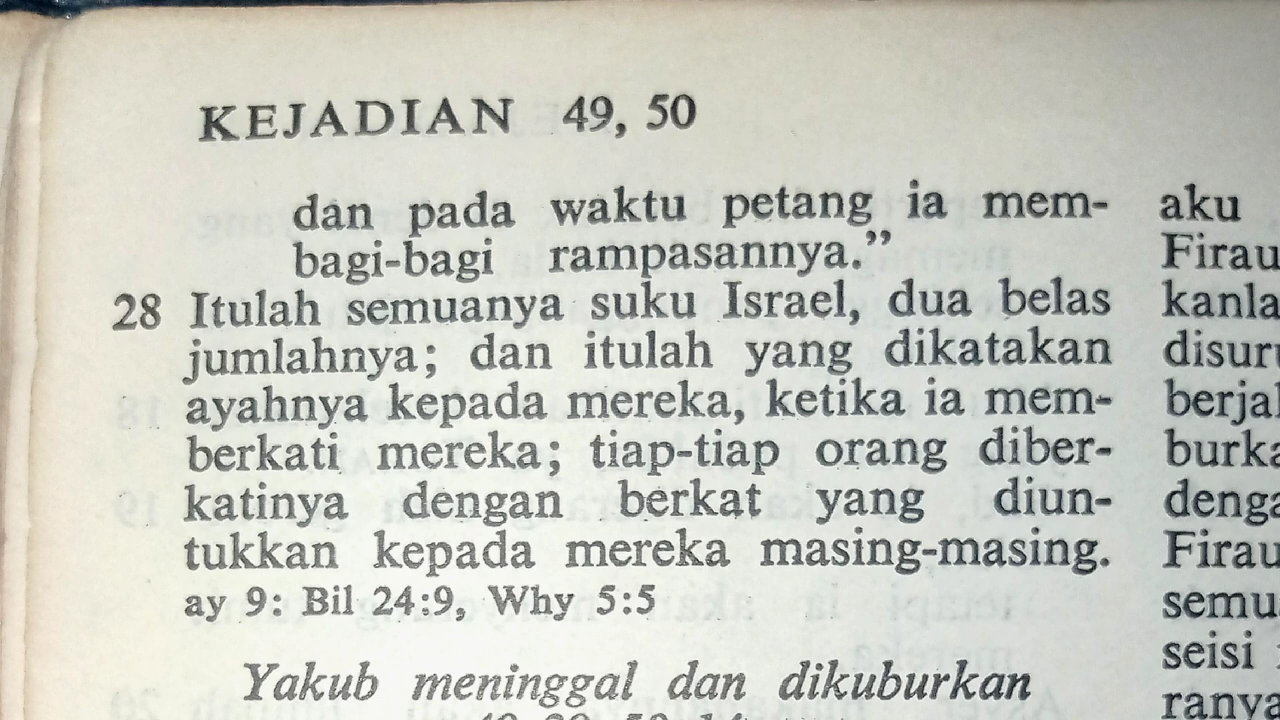 KEJADIAN 49, 50
dan pada waktu petang ia mem-
bagi-bagi rampasannya.”
28 Itulah semuanya suku Israel, dua belas
jumlahnya; dan itulah yang dikatakan
ayahnya kepada mereka, ketika ia mem-
berkati mereka; tiap-tiap orang diber-
katinya dengan berkat yang diun-
tukkan kepada mereka masing-masing.
ay 9: Bil 24:9, Why 5:5
Yakub meninggal dan dikuburkan
aku
Firau
kanla
disuru
berjal
burka
denga
Firau
semu
seisi
ranya